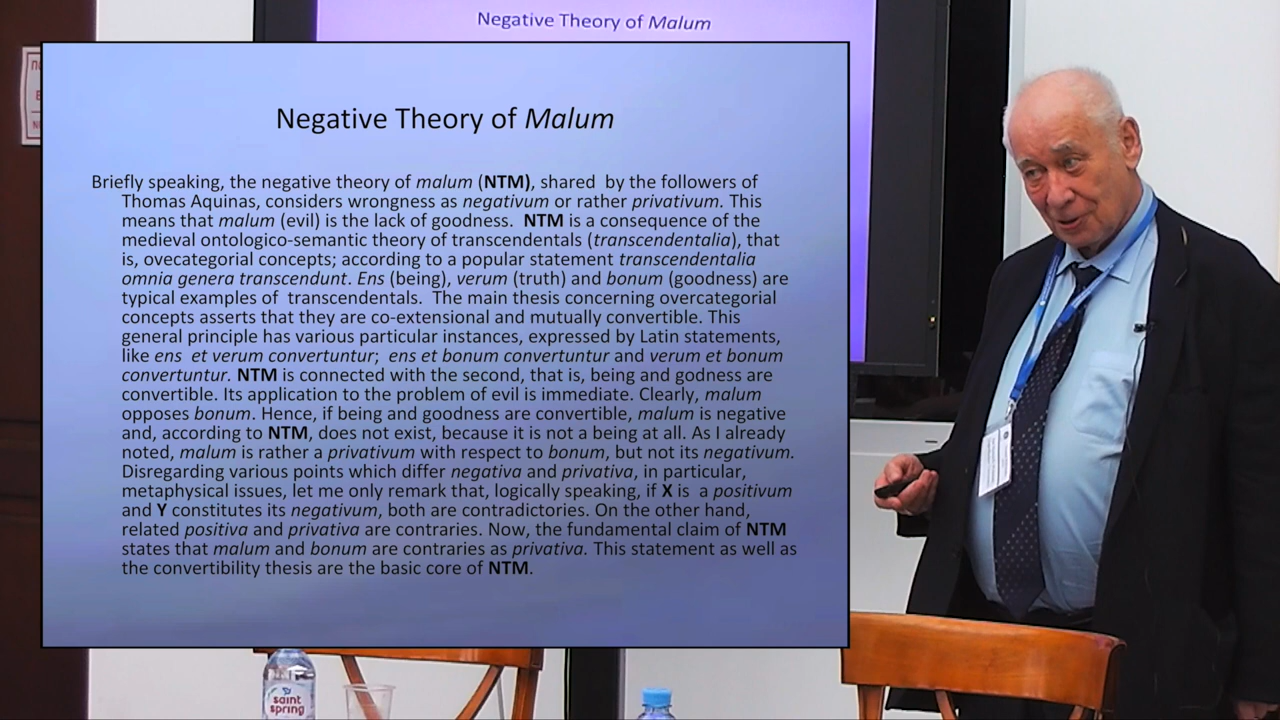 Negative Theory of Malum
Negative Theory of Malum
Briefly speaking, the negative theory of malum (NTM), shared by the followers of
Thomas Aquinas, considers wrongness as negativum or rather privativum. This
means that malum (evil) is the lack of goodness. NTM is a consequence of the
medieval ontologico-semantic theory of transcendentals (transcendentalia), that
is, ovecategorial concepts; according to a popular statement transcendentalia
omnia genera transcendunt. Ens (being), verum (truth) and bonum (goodness) are
typical examples of transcendentals. The main thesis concerning overcategorial
concepts asserts that they are co-extensional and mutually convertible. This
general principle has various particular instances, expressed by Latin statements,
like ens et verum convertuntur; ens et bonum convertuntur and verum et bonum
convertuntur. NTM is connected with the second, that is, being and godness are
convertible. Its application to the problem of evil is immediate. Clearly, malum
opposes bonum. Hence, if being and goodness are convertible, malum is negative
and, according to NTM, does not exist, because it is not a being at all. As I already
noted, malum is rather a privativum with respect to bonum, but not its negativum.
Disregarding various points which differ negativa and privativa, in particular,
metaphysical issues, let me only remark that, logically speaking, if X is a positivum
and Y constitutes its negativum, both are contradictories. On the other hand,
related positiva and privativa are contraries. Now, the fundamental claim of NTM
states that malum and bonum are contraries as privativa. This statement as well as
the convertibility thesis are the basic core of NTM.
saint
spring